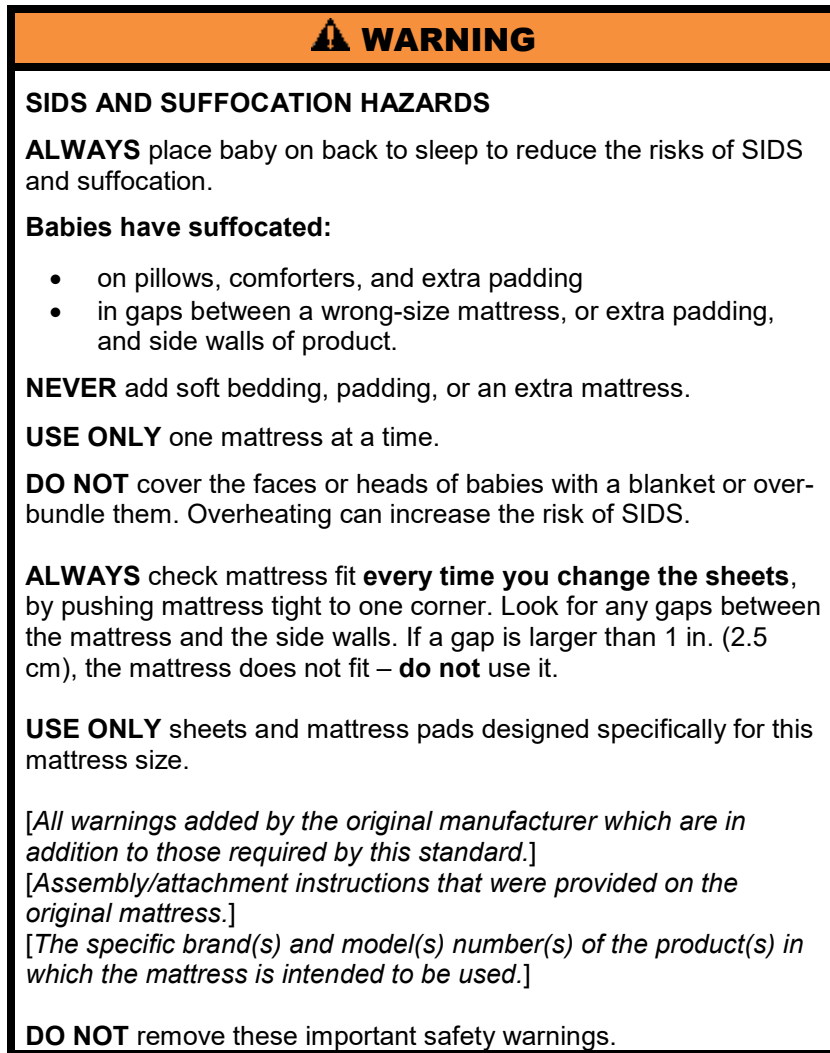 ⚠ WARNING
SIDS AND SUFFOCATION HAZARDS
ALWAYS place baby on back to sleep to reduce the risks of SIDS
and suffocation.
Babies have suffocated:
• on pillows, comforters, and extra padding
• in gaps between a wrong-size mattress, or extra padding,
and side walls of product.
NEVER add soft bedding, padding, or an extra mattress.
USE ONLY one mattress at a time.
DO NOT cover the faces or heads of babies with a blanket or over-
bundle them. Overheating can increase the risk of SIDS.
ALWAYS check mattress fit every time you change the sheets,
by pushing mattress tight to one corner. Look for any gaps between
the mattress and the side walls. If a gap is larger than 1 in. (2.5
cm), the mattress does not fit – do not use it.
USE ONLY sheets and mattress pads designed specifically for this
mattress size.
[All warnings added by the original manufacturer which are in
addition to those required by this standard.]
[Assembly/attachment instructions that were provided on the
original mattress.]
[The specific brand(s) and model(s) number(s) of the product(s) in
which the mattress is intended to be used.]
DO NOT remove these important safety warnings.